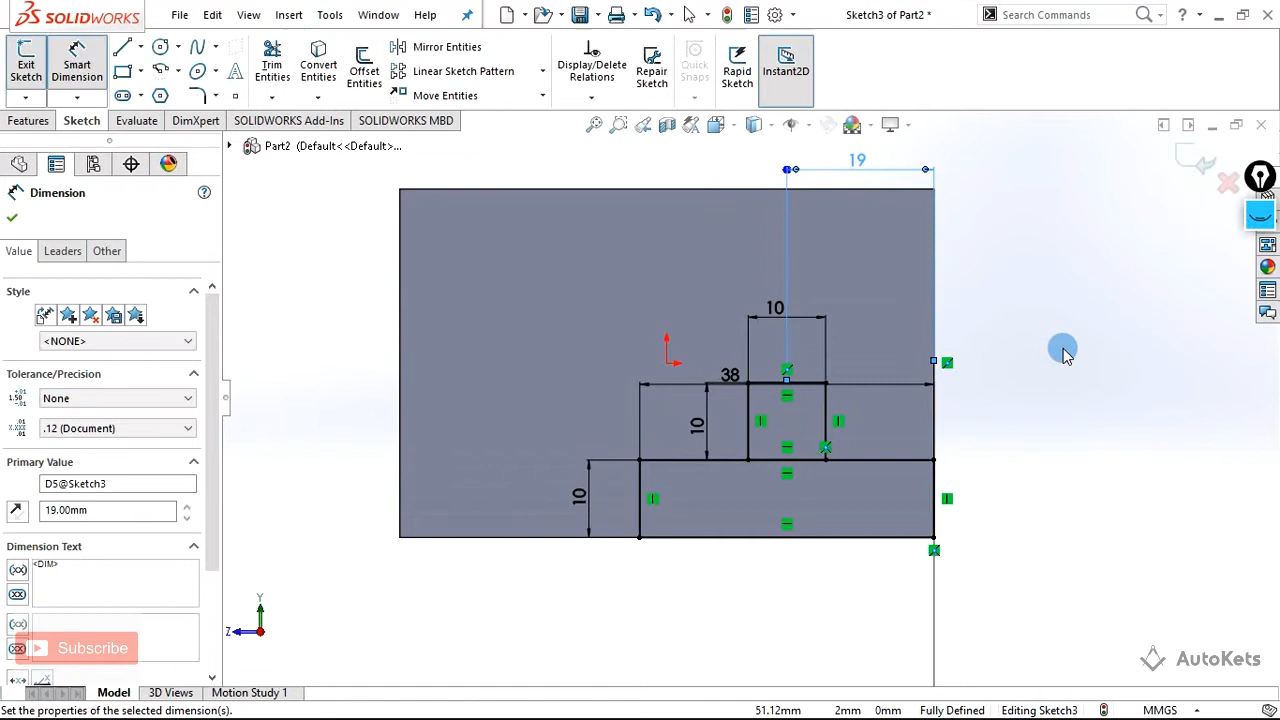 SOLIDWORKS
File Edit View Insert Tools Window Help
Sketch3 of Part2 *
Search Commands
?
Exit Sketch
Smart Dimension
Trim Entities
Convert Entities
Offset Entities
Mirror Entities
Linear Sketch Pattern
Move Entities
Display/Delete Relations
Repair Sketch
Quick Snaps
Rapid Sketch
Instant2D
Features Sketch Evaluate DimXpert SOLIDWORKS Add-Ins SOLIDWORKS MBD
Part2 (Default<<Default>...
Dimension
Value Leaders Other
Style
<NONE>
Tolerance/Precision
None
.12 (Document)
Primary Value
D5@Sketch3
19.00mm
Dimension Text
<DIM>
19
10
38
10
10
Y
Z
Subscribe
AutoKets
Model 3D Views Motion Study 1
Set the properties of the selected dimension(s).
51.12mm 2mm 0mm Fully Defined Editing Sketch3 MMGS